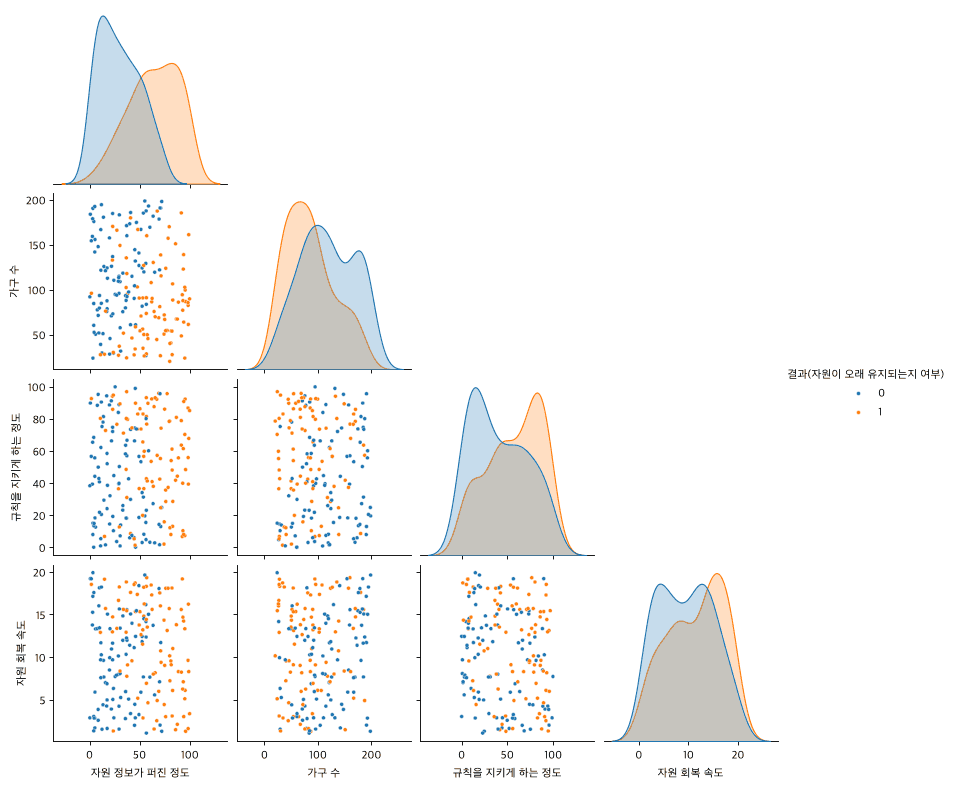 200
150
100
50
가구 수
100
80
60
40
20
0
규칙을 지키게 하는 정도
결과(자원이 오래 유지되는지 여부)
0
1
20
15
10
5
자원 회복 속도
0 50 100
0 100 200
0 50 100
0 10 20
자원 정보가 퍼진 정도
가구 수
규칙을 지키게 하는 정도
자원 회복 속도